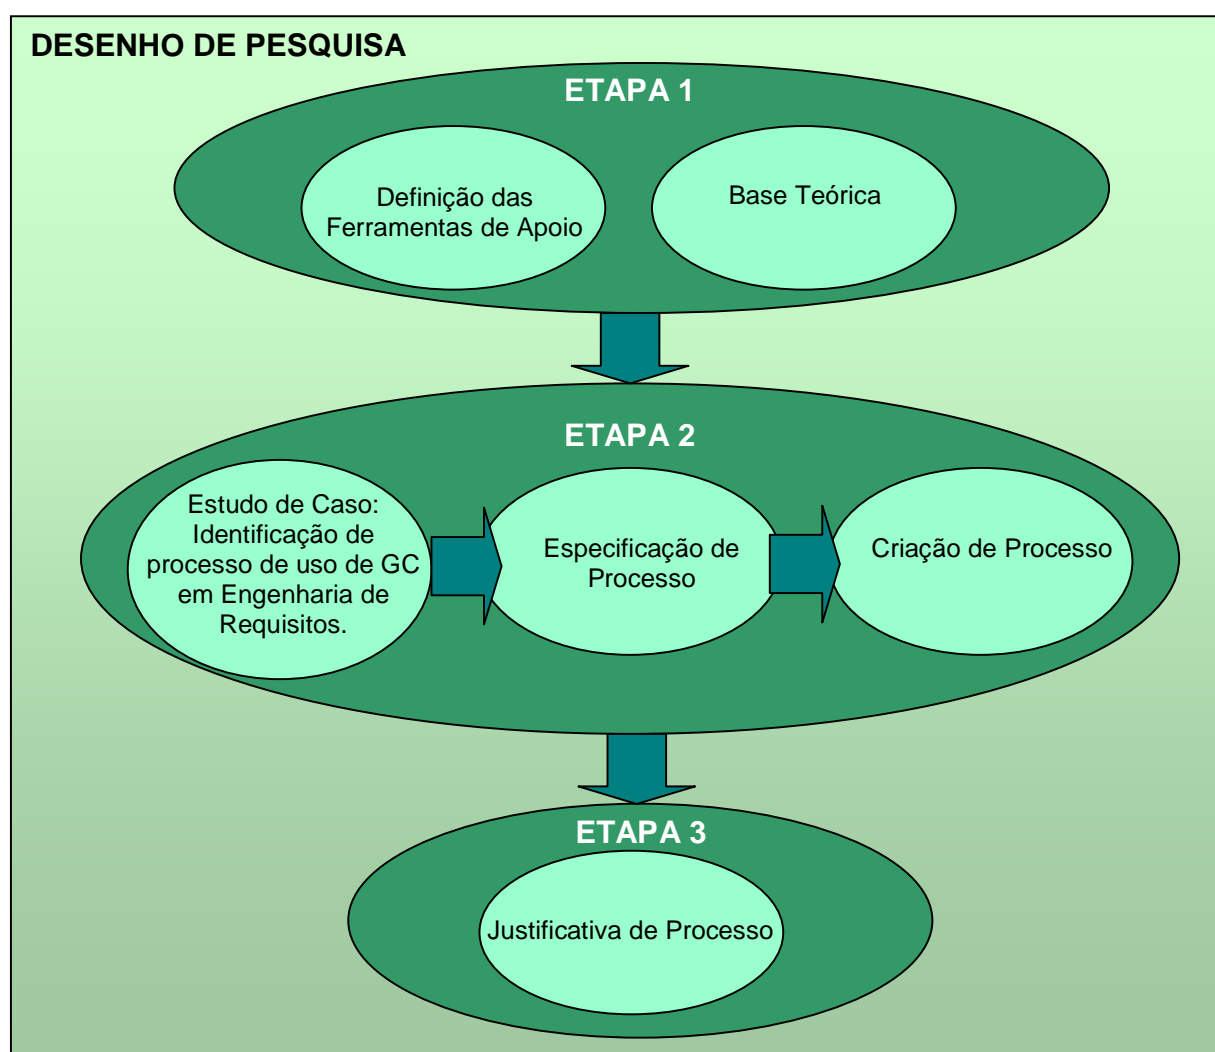 DESENHO DE PESQUISA
ETAPA 1
Definição das
Ferramentas de Apoio
Base Teórica
ETAPA 2
Estudo de Caso:
Identificação de
processo de uso de GC
em Engenharia de
Requisitos.
Especificação de
Processo
Criação de Processo
ETAPA 3
Justificativa de Processo